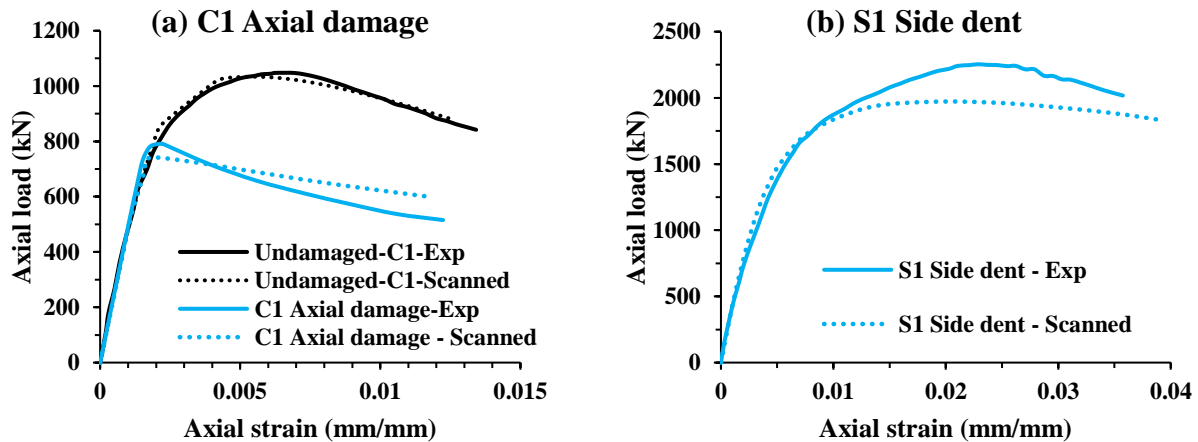 (a) C1 Axial damage
Axial load (kN)
1200
1000
800
600
400
200
0
Undamaged-C1-Exp
Undamaged-C1-Scanned
C1 Axial damage-Exp
C1 Axial damage - Scanned
0 0.005 0.01 0.015
Axial strain (mm/mm)
(b) S1 Side dent
Axial load (kN)
2500
2000
1500
1000
500
0
S1 Side dent - Exp
S1 Side dent - Scanned
0 0.01 0.02 0.03 0.04
Axial strain (mm/mm)